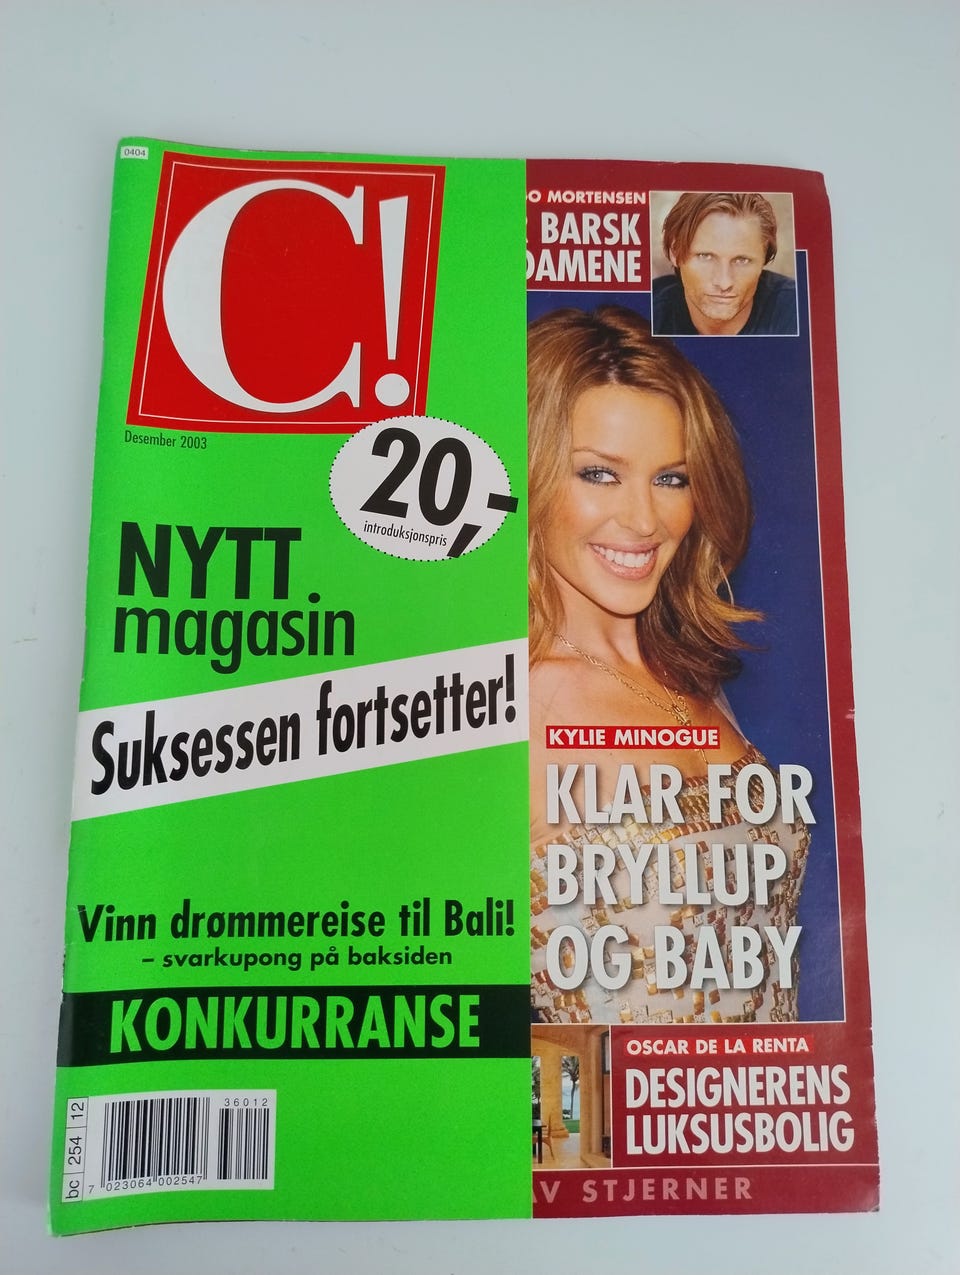 0404
C!
Desember 2003
20,-
introduksjonspris
NYTT
magasin
Suksessen fortsetter!
Vinn drømmereise til Bali!
– svarkupong på baksiden
KONKURRANSE
36012
bc 254 12
7 023064 002547
O MORTENSEN
BARSK
DAMENE
KYLIE MINOGUE
KLAR FOR
BRYLLUP
OG BABY
OSCAR DE LA RENTA
DESIGNERENS
LUKSUSBOLIG
AV STJERNER